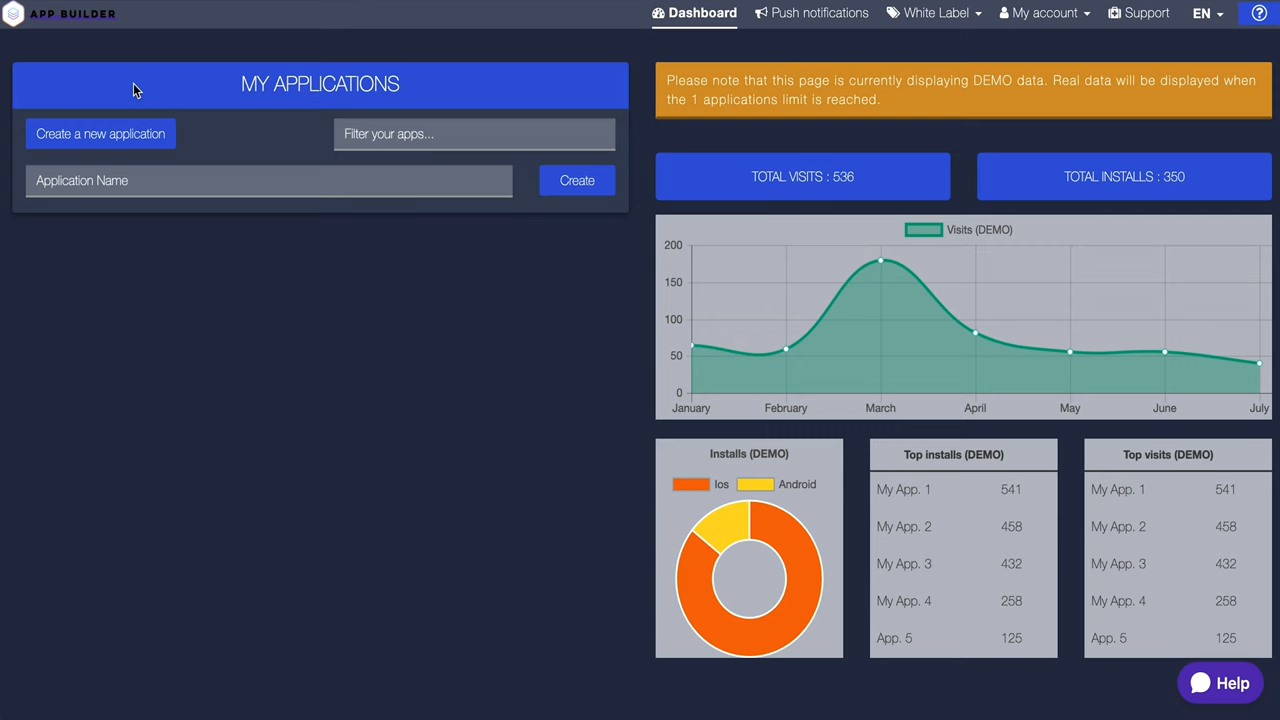 APP BUILDER
Dashboard
Push notifications
White Label
My account
Support
EN
?
MY APPLICATIONS
Create a new application
Filter your apps...
Application Name
Create
Please note that this page is currently displaying DEMO data. Real data will be displayed when
the 1 applications limit is reached.
TOTAL VISITS : 536
TOTAL INSTALLS : 350
Visits (DEMO)
200
150
100
50
0
January February March April May June July
Installs (DEMO)
Ios Android
Top installs (DEMO)
My App. 1 541
My App. 2 458
My App. 3 432
My App. 4 258
App. 5 125
Top visits (DEMO)
My App. 1 541
My App. 2 458
My App. 3 432
My App. 4 258
App. 5 125
Help